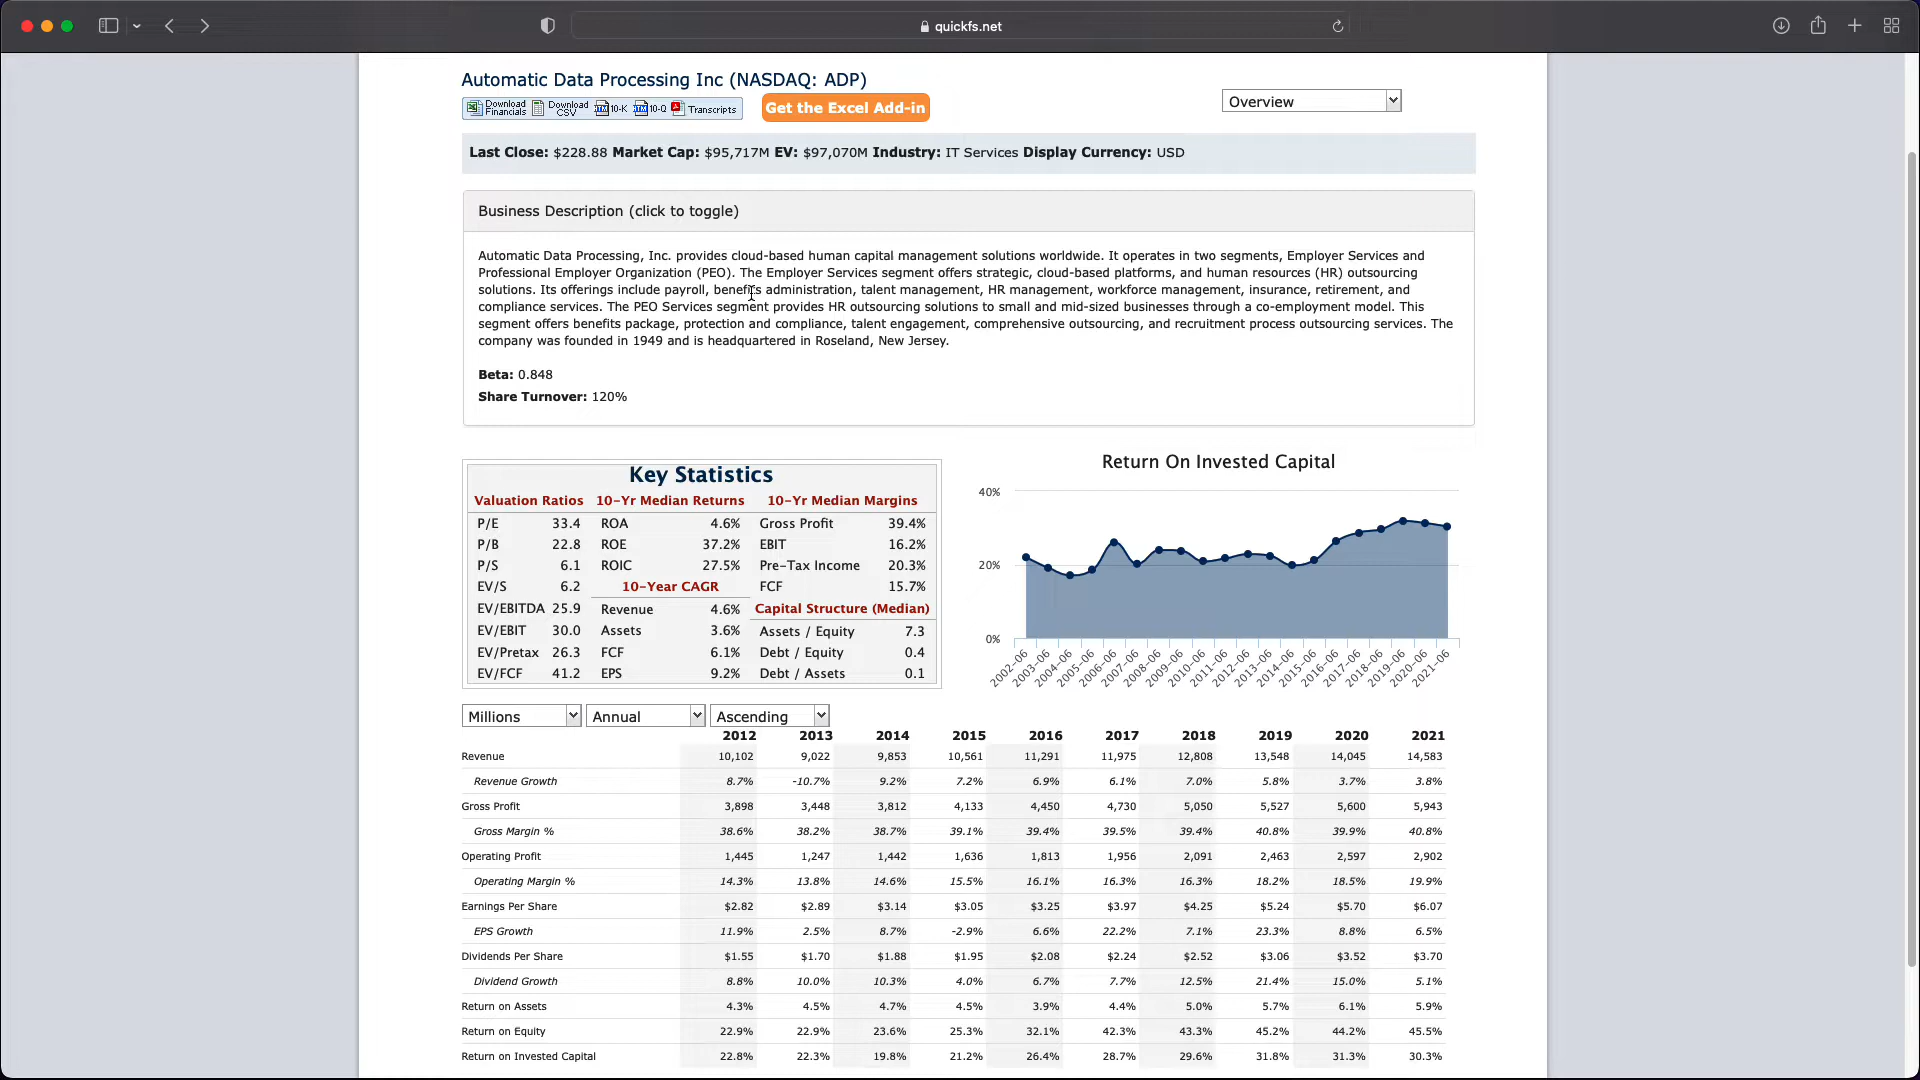 quickfs.net
Automatic Data Processing Inc (NASDAQ: ADP)
Download Financials Download CSV 10-K 10-Q Transcripts
Get the Excel Add-in
Overview
Last Close: $228.88 Market Cap: $95,717M EV: $97,070M Industry: IT Services Display Currency: USD
Business Description (click to toggle)
Automatic Data Processing, Inc. provides cloud-based human capital management solutions worldwide. It operates in two segments, Employer Services and
Professional Employer Organization (PEO). The Employer Services segment offers strategic, cloud-based platforms, and human resources (HR) outsourcing
solutions. Its offerings include payroll, benefits administration, talent management, HR management, workforce management, insurance, retirement, and
compliance services. The PEO Services segment provides HR outsourcing solutions to small and mid-sized businesses through a co-employment model. This
segment offers benefits package, protection and compliance, talent engagement, comprehensive outsourcing, and recruitment process outsourcing services. The
company was founded in 1949 and is headquartered in Roseland, New Jersey.
Beta: 0.848
Share Turnover: 120%
Key Statistics
Valuation Ratios 10-Yr Median Returns 10-Yr Median Margins
P/E 33.4 ROA 4.6% Gross Profit 39.4%
P/B 22.8 ROE 37.2% EBIT 16.2%
P/S 6.1 ROIC 27.5% Pre-Tax Income 20.3%
EV/S 6.2 10-Year CAGR FCF 15.7%
EV/EBITDA 25.9 Revenue 4.6% Capital Structure (Median)
EV/EBIT 30.0 Assets 3.6% Assets / Equity 7.3
EV/Pretax 26.3 FCF 6.1% Debt / Equity 0.4
EV/FCF 41.2 EPS 9.2% Debt / Assets 0.1
Return On Invested Capital
40%
20%
0%
2002-06 2003-06 2004-06 2005-06 2006-06 2007-06 2008-06 2009-06 2010-06 2011-06 2012-06 2013-06 2014-06 2015-06 2016-06 2017-06 2018-06 2019-06 2020-06 2021-06
Millions Annual Ascending
2012 2013 2014 2015 2016 2017 2018 2019 2020 2021
Revenue 10,102 9,022 9,853 10,561 11,291 11,975 12,808 13,548 14,045 14,583
Revenue Growth 8.7% -10.7% 9.2% 7.2% 6.9% 6.1% 7.0% 5.8% 3.7% 3.8%
Gross Profit 3,898 3,448 3,812 4,133 4,450 4,730 5,050 5,527 5,600 5,943
Gross Margin % 38.6% 38.2% 38.7% 39.1% 39.4% 39.5% 39.4% 40.8% 39.9% 40.8%
Operating Profit 1,445 1,247 1,442 1,636 1,813 1,956 2,091 2,463 2,597 2,902
Operating Margin % 14.3% 13.8% 14.6% 15.5% 16.1% 16.3% 16.3% 18.2% 18.5% 19.9%
Earnings Per Share $2.82 $2.89 $3.14 $3.05 $3.25 $3.97 $4.25 $5.24 $5.70 $6.07
EPS Growth 11.9% 2.5% 8.7% -2.9% 6.6% 22.2% 7.1% 23.3% 8.8% 6.5%
Dividends Per Share $1.55 $1.70 $1.88 $1.95 $2.08 $2.24 $2.52 $3.06 $3.52 $3.70
Dividend Growth 8.8% 10.0% 10.3% 4.0% 6.7% 7.7% 12.5% 21.4% 15.0% 5.1%
Return on Assets 4.3% 4.5% 4.7% 4.5% 3.9% 4.4% 5.0% 5.7% 6.1% 5.9%
Return on Equity 22.9% 22.9% 23.6% 25.3% 32.1% 42.3% 43.3% 45.2% 44.2% 45.5%
Return on Invested Capital 22.8% 22.3% 19.8% 21.2% 26.4% 28.7% 29.6% 31.8% 31.3% 30.3%